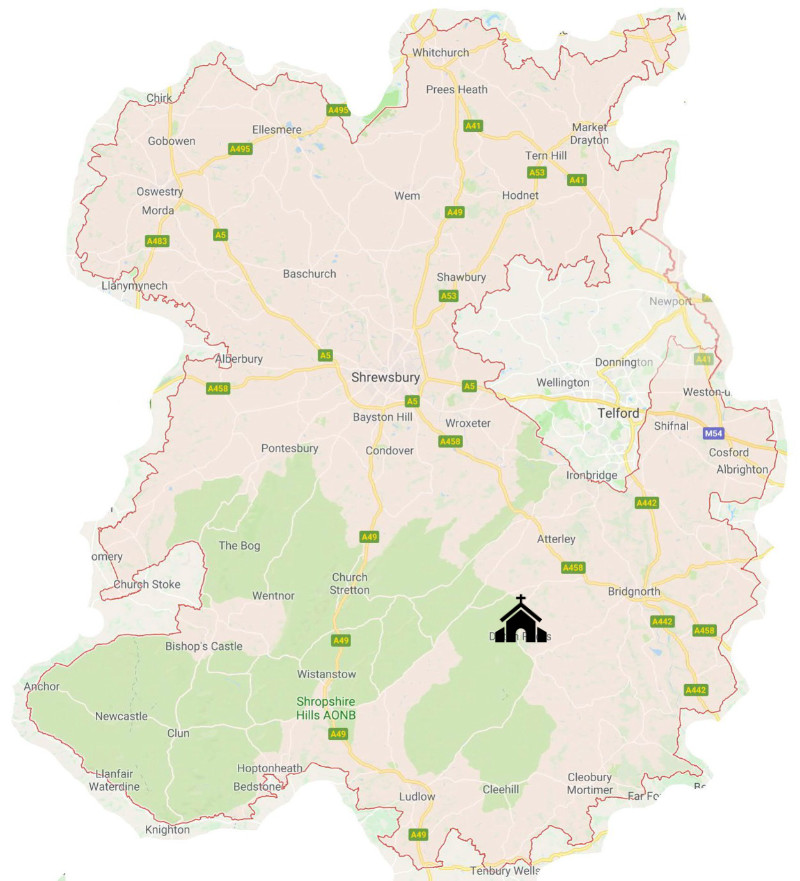 M
Whitchurch
Prees Heath
Chirk
A495
Ellesmere
A41
Market
Drayton
Gobowen
A495
Tern Hill
A53
A41
Oswestry
Wem
Hodnet
Morda
A49
A5
A483
Baschurch
Shawbury
Llanymynech
A53
Newport
Alberbury
A5
A41
Donnington
Shrewsbury
Wellington
A458
A5
Weston-u
A5
Telford
Bayston Hill
Wroxeter
Shifnal
M54
A458
Pontesbury
Condover
Cosford
Albrighton
Ironbridge
A442
A49
Atterley
The Bog
omery
A458
Church Stoke
Church
Stretton
Wentnor
Bridgnorth
A442
A458
Bishop's Castle
A49
Wistanstow
Anchor
A442
Shropshire
Hills AONB
Newcastle
Clun
A49
Hoptonheath
Llanfair
Waterdine
Bedstone
Ludlow
Cleehill
Cleobury
Mortimer
Far Fo
Knighton
A49
Tenbury Wells